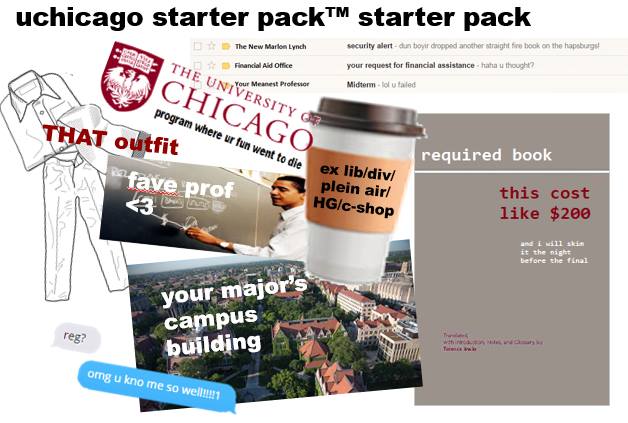 uchicago starter pack™ starter pack
The New Marlon Lynch security alert - dun boyir dropped another straight fire book on the hapsburgs!
Financial Aid Office your request for financial assistance - haha u thought?
Your Meanest Professor Midterm - lol u failed
THE UNIVERSITY OF
CHICAGO
program where ur fun went to die
THAT outfit
fave prof
<3
ex lib/div/
plein air/
HG/c-shop
required book
this cost
like $200
and i will skim
it the night
before the final
your major's
campus
building
Translated,
with Introduction, Notes, and Glossary, by
Terence
reg?
omg u kno me so well!!!!1